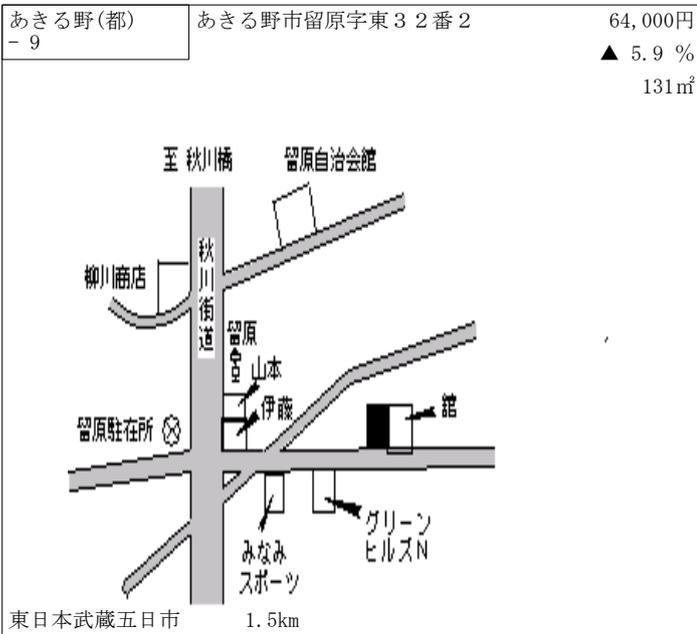 あきる野(都)
－９
あきる野市留原字東３２番２
64,000円
▲ 5.9 %
131㎡
至 秋川橋
留原自治会館
柳川商店
秋川街道
留原
山本
伊藤
留原駐在所
舘
グリーン
ヒルズN
みなみ
スポーツ
東日本武蔵五日市 1.5km